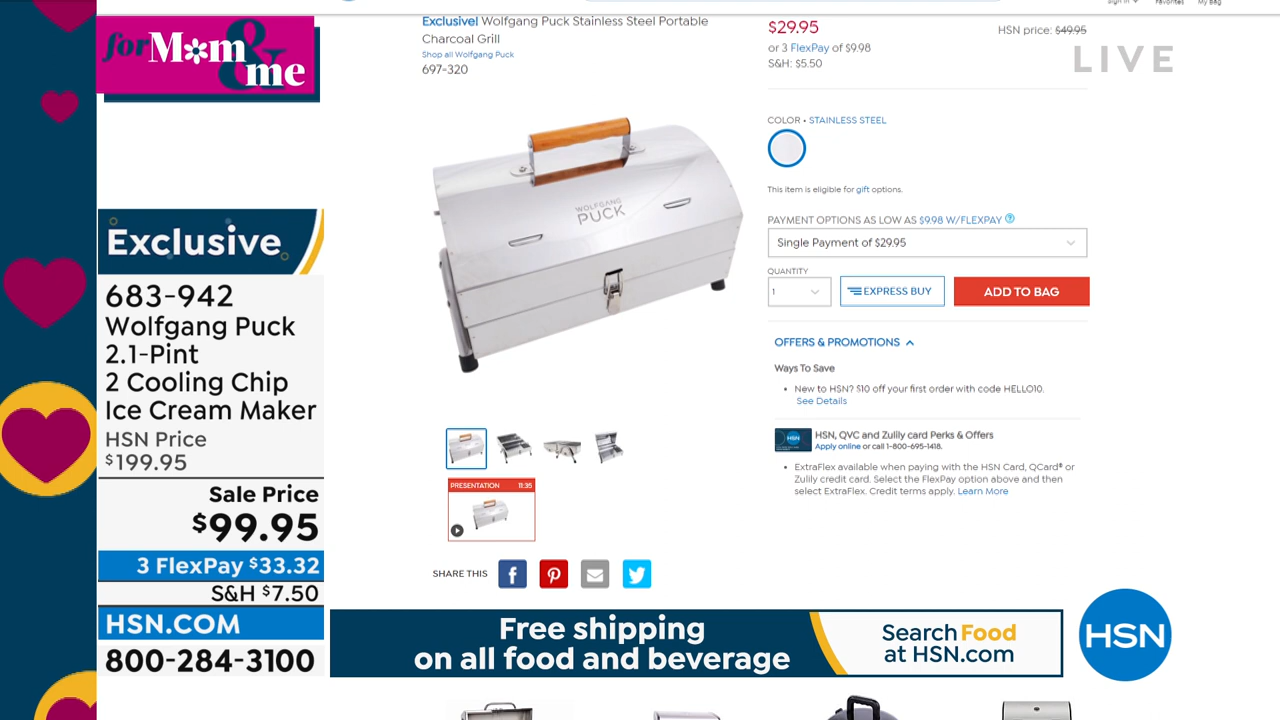 for M*m
& me
Exclusive
683-942
Wolfgang Puck
2.1-Pint
2 Cooling Chip
Ice Cream Maker
HSN Price
$199.95
Sale Price
$99.95
3 FlexPay $33.32
S&H $7.50
HSN.COM
800-284-3100
Sign in
Favorites
My Bag
Exclusive! Wolfgang Puck Stainless Steel Portable
Charcoal Grill
Shop all Wolfgang Puck
697-320
$29.95
HSN price: $49.95
or 3 FlexPay of $9.98
S&H: $5.50
LIVE
WOLFGANG
PUCK
COLOR • STAINLESS STEEL
This item is eligible for gift options.
PAYMENT OPTIONS AS LOW AS $9.98 W/FLEXPAY ?
Single Payment of $29.95
QUANTITY
1
EXPRESS BUY
ADD TO BAG
OFFERS & PROMOTIONS
Ways To Save
• New to HSN? $10 off your first order with code HELLO10.
See Details
HSN
HSN, QVC and Zulily card Perks & Offers
Apply online or call 1-800-695-1418.
• ExtraFlex available when paying with the HSN Card, QCard® or
Zulily credit card. Select the FlexPay option above and then
select ExtraFlex. Credit terms apply. Learn More
PRESENTATION 11:35
SHARE THIS
Free shipping
on all food and beverage
Search Food
at HSN.com
HSN